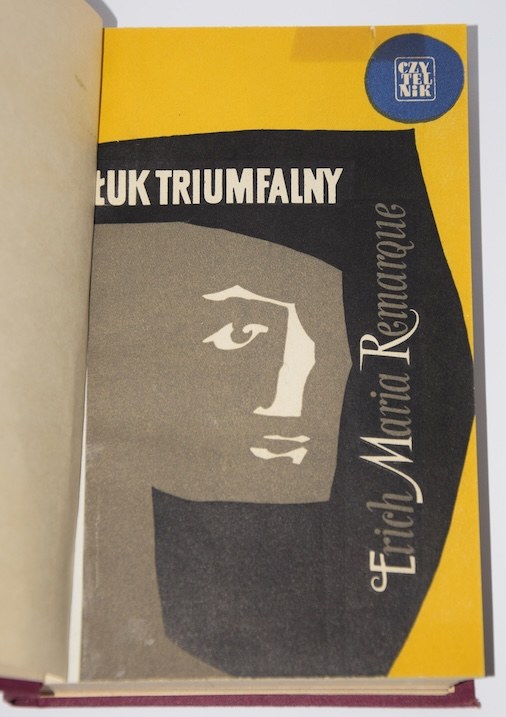 CZY
TEL
NiK
ŁUK TRIUMFALNY
Erich Maria Remarque